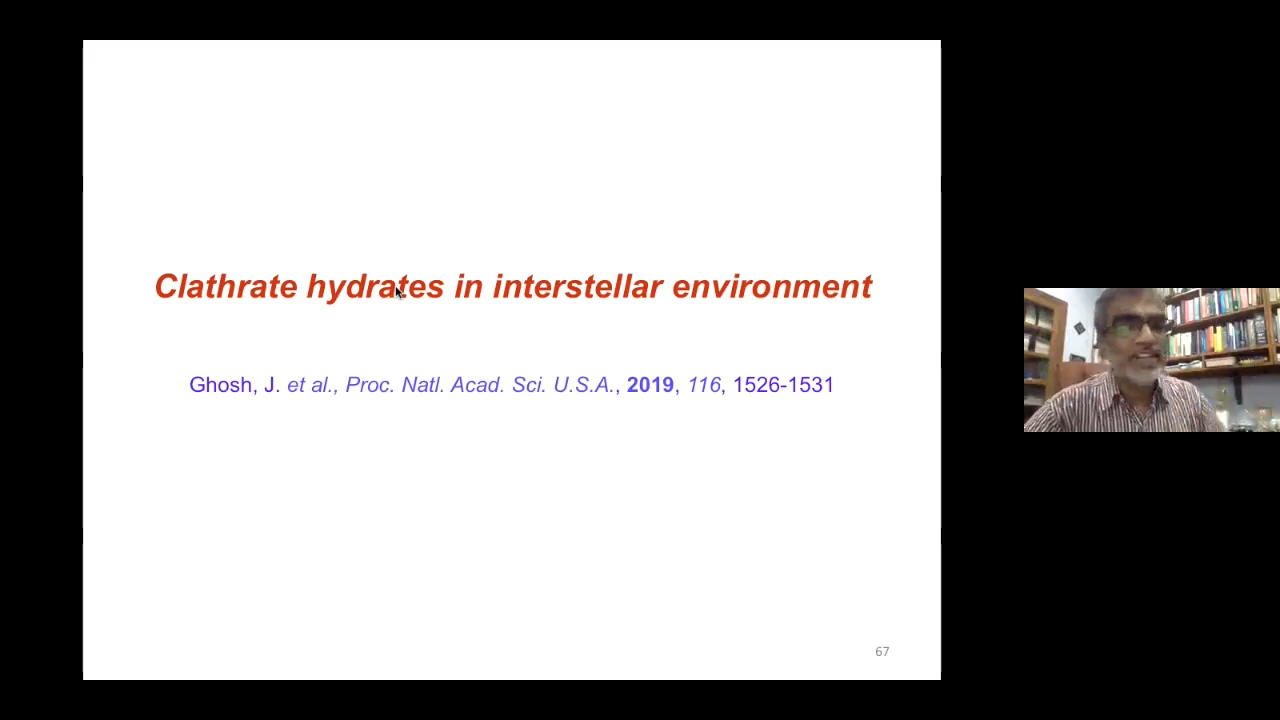 Clathrate hydrates in interstellar environment
Ghosh, J. et al., Proc. Natl. Acad. Sci. U.S.A., 2019, 116, 1526-1531
67